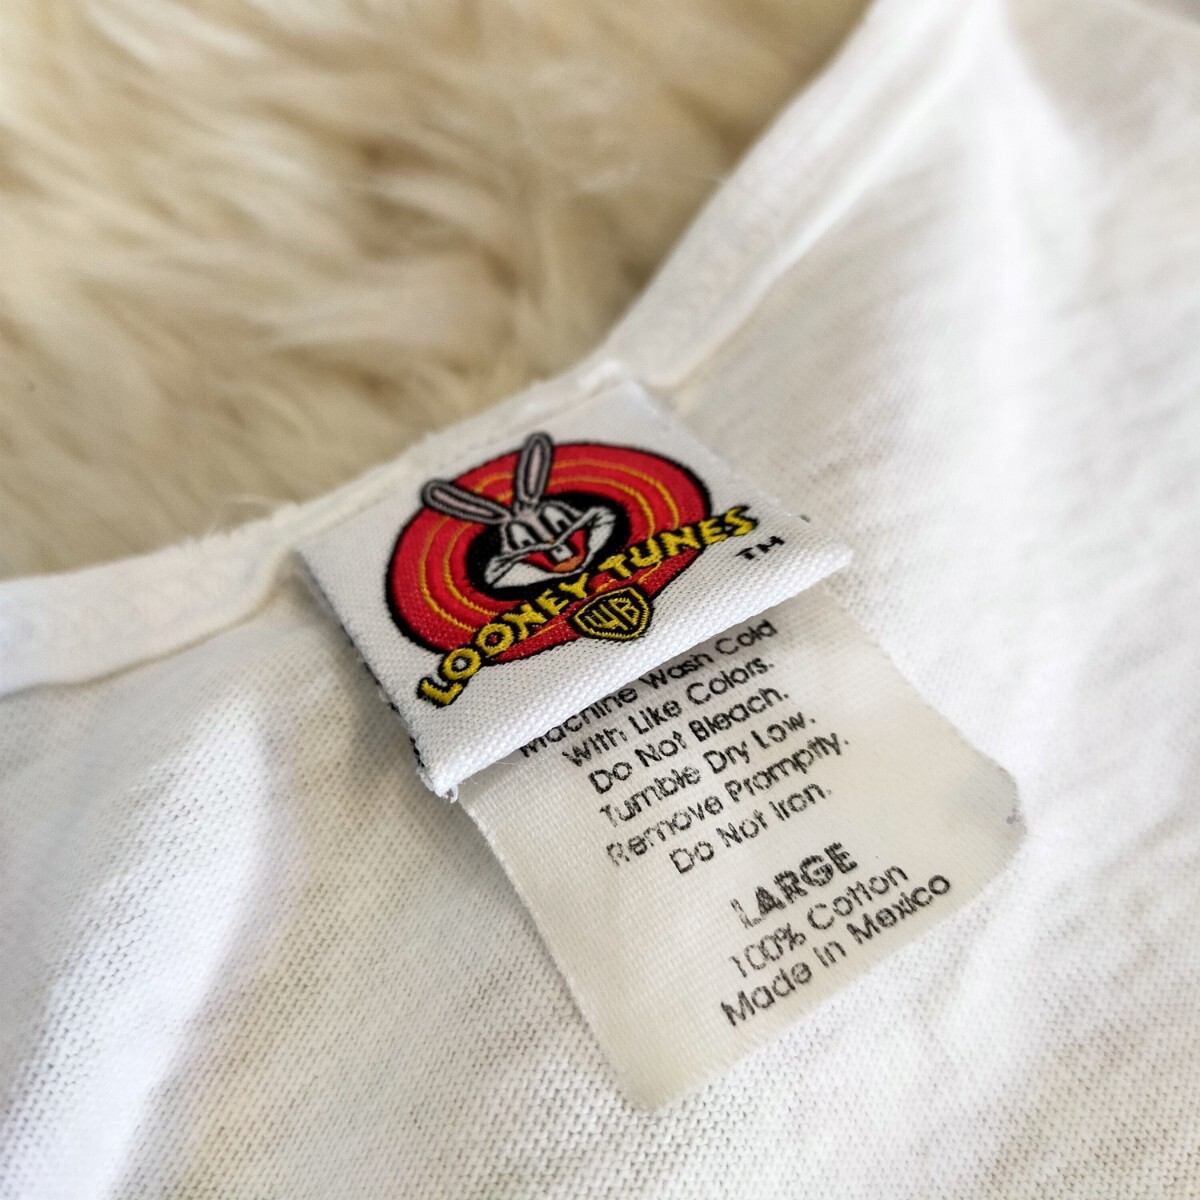 LOONEY TUNES
TM
WB
Machine Wash Cold
With Like Colors.
Do Not Bleach.
Tumble Dry Low.
Remove Promptly.
Do Not Iron.
LARGE
100% Cotton
Made In Mexico